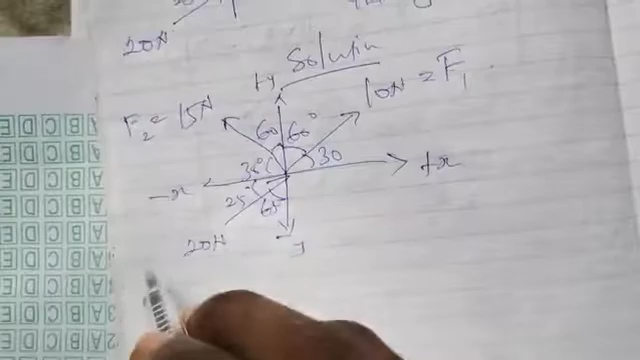 20N
Solution
+y
F₂ = 15N
10N = F₁
60 60°
30° 30
-x +x
25° 65°
20N
-y
A B C D E
A B C D E
A B C D E
A B C D E
A B C D E
A B C D E
A B C D E
A B C D E
A B C D E